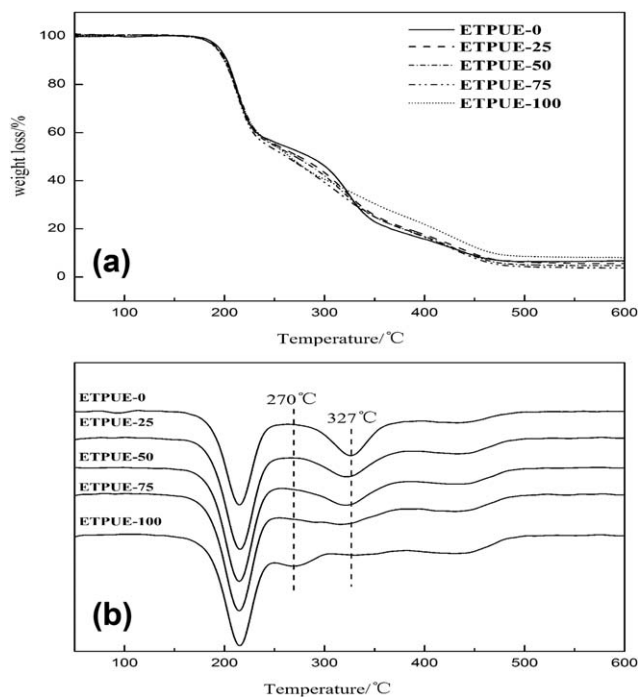 (a)
weight loss/%
100
80
60
40
20
0
ETPUE-0
ETPUE-25
ETPUE-50
ETPUE-75
ETPUE-100
100
200
300
400
500
600
Temperature/℃
(b)
ETPUE-0
270℃
327℃
ETPUE-25
ETPUE-50
ETPUE-75
ETPUE-100
100
200
300
400
500
600
Temperature/℃